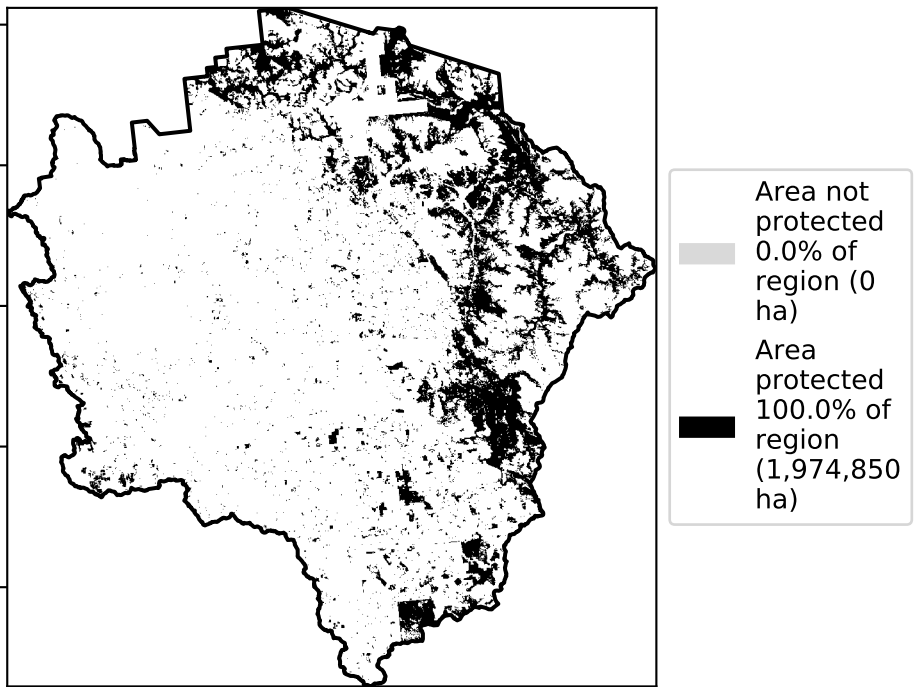 Area not
protected
0.0% of
region (0
ha)
Area
protected
100.0% of
region
(1,974,850
ha)